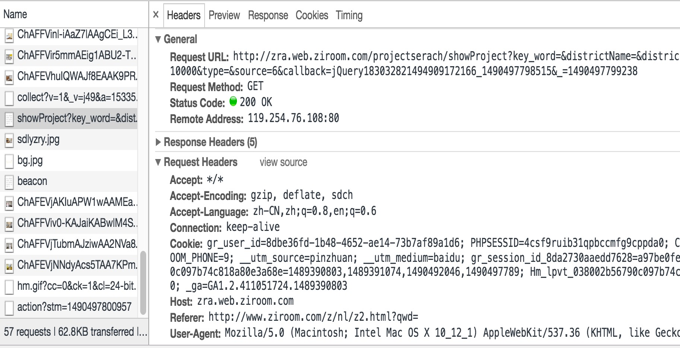 Name
ChAFFVinl-iAaZ7lAAgCEi_L3...
ChAFFVir5mmAEig1ABU2-T...
ChAFEVhulQWAJf8EAAK9PR...
collect?v=1&_v=j49&a=15335...
showProject?key_word=&dist...
sdlyzry.jpg
bg.jpg
beacon
ChAFEVjAKluAPW1wAAMEa...
ChAFFViv0-KAJaiKABwlM4S...
ChAFFVjTubmAJziwAA2NVa8...
ChAFEVjNNdyAcs5TAA7KPm...
hm.gif?cc=0&ck=1&cl=24-bit...
action?stm=1490497800957
57 requests | 62.8KB transferred |...
× Headers Preview Response Cookies Timing
▼ General
Request URL: http://zra.web.ziroom.com/projectserach/showProject?key_word=&districName=&distric
10000&type=&source=6&callback=jQuery183032821494909172166_1490497798515&_=1490497799238
Request Method: GET
Status Code: 200 OK
Remote Address: 119.254.76.108:80
▶ Response Headers (5)
▼ Request Headers view source
Accept: */*
Accept-Encoding: gzip, deflate, sdch
Accept-Language: zh-CN,zh;q=0.8,en;q=0.6
Connection: keep-alive
Cookie: gr_user_id=8dbe36fd-1b48-4652-ae14-73b7af89a1d6; PHPSESSID=4csf9ruib31qpbccmfg9cppda0; C
OOM_PHONE=9; __utm_source=pinzhuan; __utm_medium=baidu; gr_session_id_8da2730aaedd7628=a97be0fe
0c097b74c818a80e3a68e=1489390803,1489391074,1490492046,1490497789; Hm_lpvt_038002b56790c097b74c
0; _ga=GA1.2.411051724.1489390803
Host: zra.web.ziroom.com
Referer: http://www.ziroom.com/z/nl/z2.html?qwd=
User-Agent: Mozilla/5.0 (Macintosh; Intel Mac OS X 10_12_1) AppleWebKit/537.36 (KHTML, like Gecko